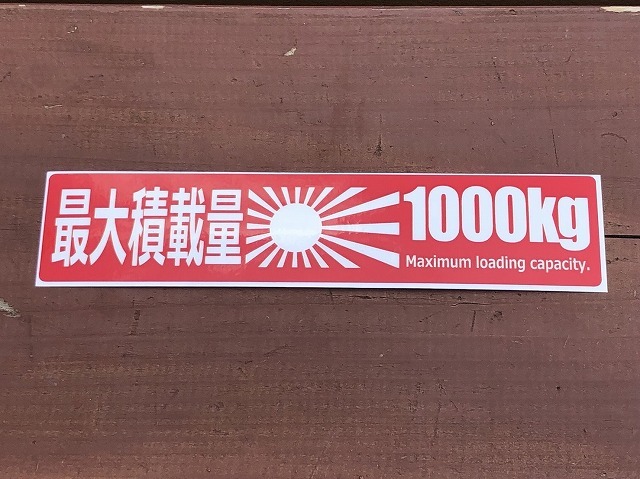 最大積載量
1000kg
Maximum loading capacity.